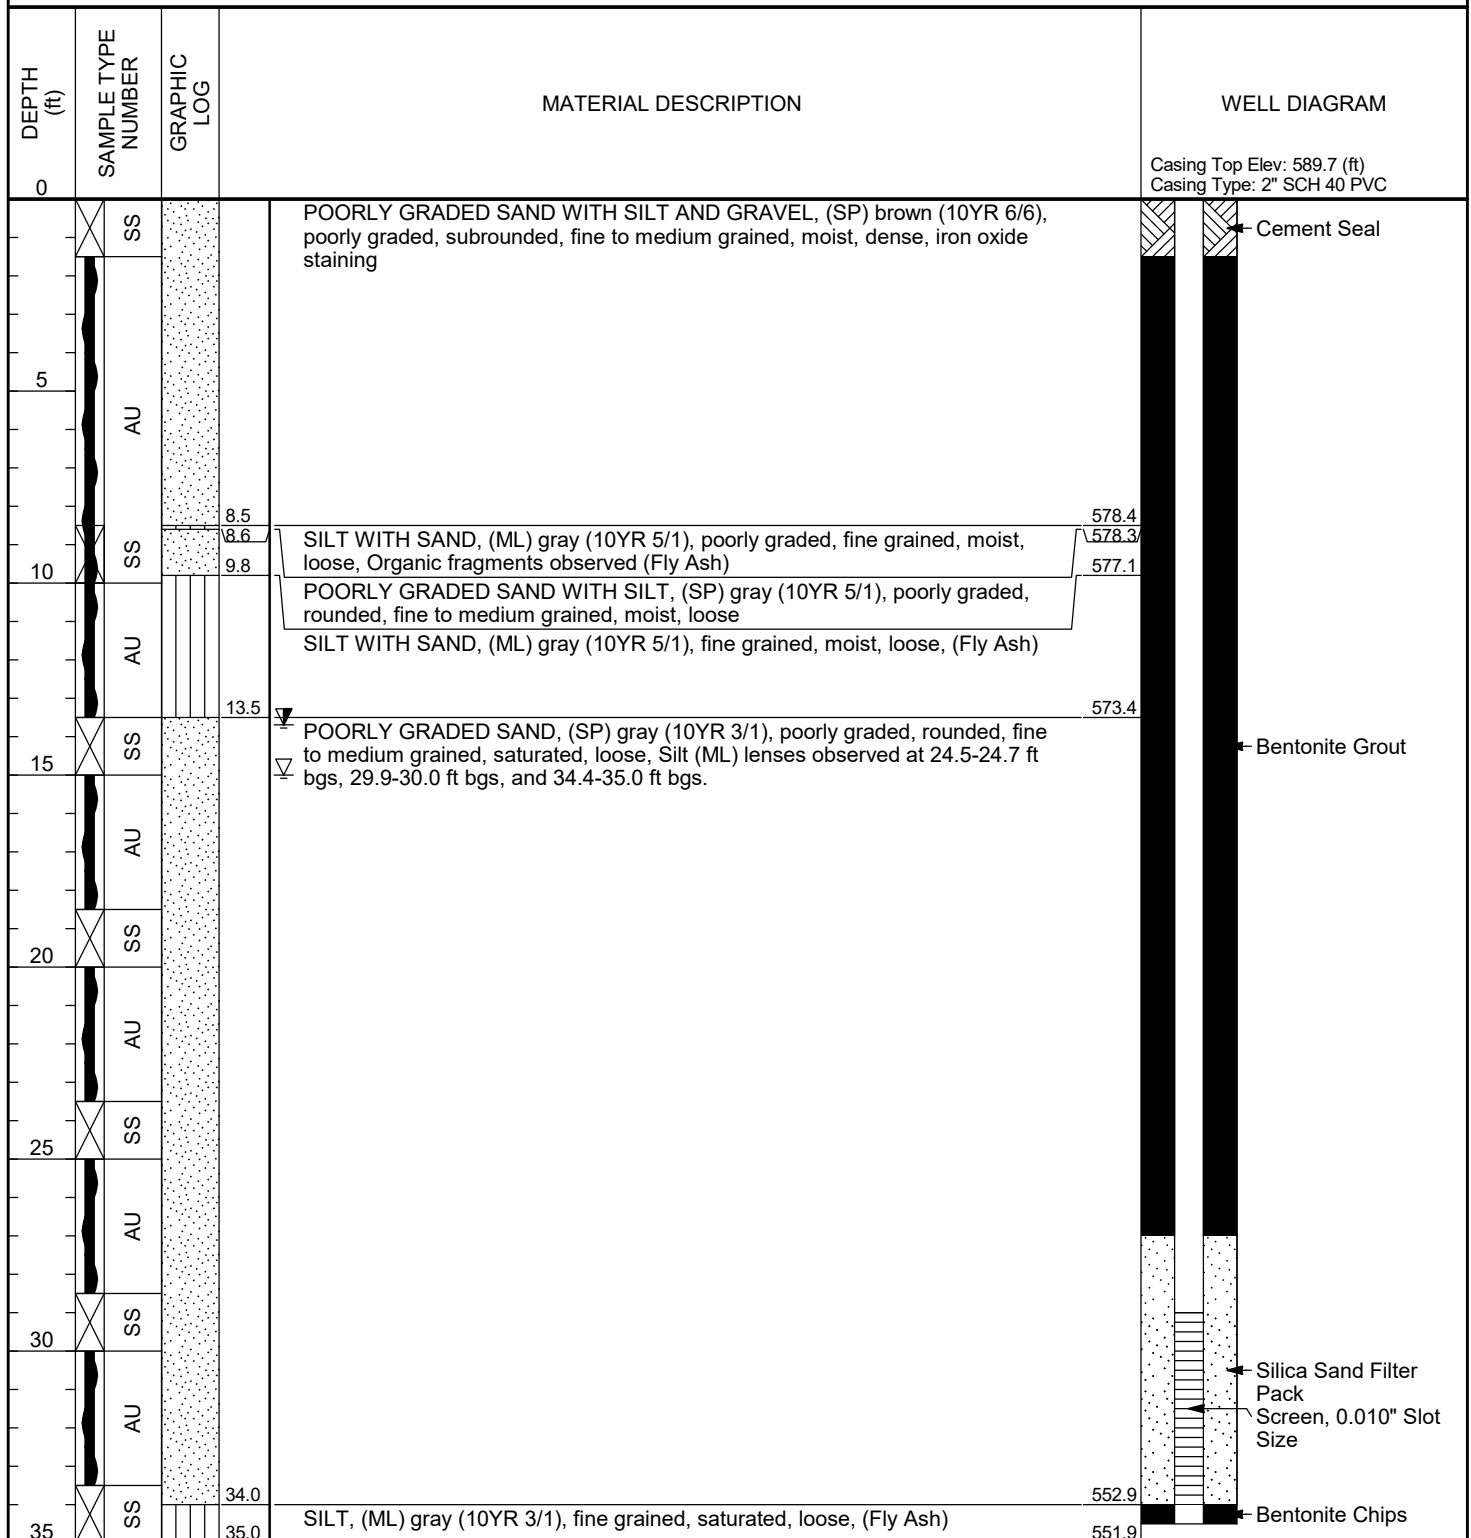 DEPTH
(ft)
SAMPLE TYPE
NUMBER
GRAPHIC
LOG
MATERIAL DESCRIPTION
WELL DIAGRAM
Casing Top Elev: 589.7 (ft)
Casing Type: 2" SCH 40 PVC
0
SS
POORLY GRADED SAND WITH SILT AND GRAVEL, (SP) brown (10YR 6/6),
poorly graded, subrounded, fine to medium grained, moist, dense, iron oxide
staining
Cement Seal
5
AU
8.5
578.4
8.6
578.3
SS
SILT WITH SAND, (ML) gray (10YR 5/1), poorly graded, fine grained, moist,
loose, Organic fragments observed (Fly Ash)
9.8
577.1
10
POORLY GRADED SAND WITH SILT, (SP) gray (10YR 5/1), poorly graded,
rounded, fine to medium grained, moist, loose
AU
SILT WITH SAND, (ML) gray (10YR 5/1), fine grained, moist, loose, (Fly Ash)
13.5
573.4
SS
POORLY GRADED SAND, (SP) gray (10YR 3/1), poorly graded, rounded, fine
to medium grained, saturated, loose, Silt (ML) lenses observed at 24.5-24.7 ft
bgs, 29.9-30.0 ft bgs, and 34.4-35.0 ft bgs.
Bentonite Grout
15
AU
SS
20
AU
SS
25
AU
SS
30
Silica Sand Filter
Pack
Screen, 0.010" Slot
Size
AU
34.0
552.9
SS
SILT, (ML) gray (10YR 3/1), fine grained, saturated, loose, (Fly Ash)
Bentonite Chips
35
35.0
551.9